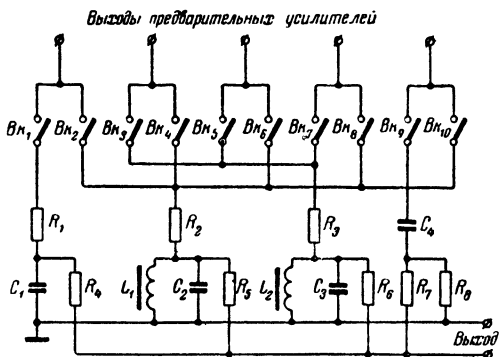 Выходы предварительных усилителей
Вк₁ Вк₂ Вк₃ Вк₄ Вк₅ Вк₆ Вк₇ Вк₈ Вк₉ Вк₁₀
R₁ R₂ R₃ C₄
C₁ R₄ L₁ C₂ R₅ L₂ C₃ R₆ R₇ R₈
Выход